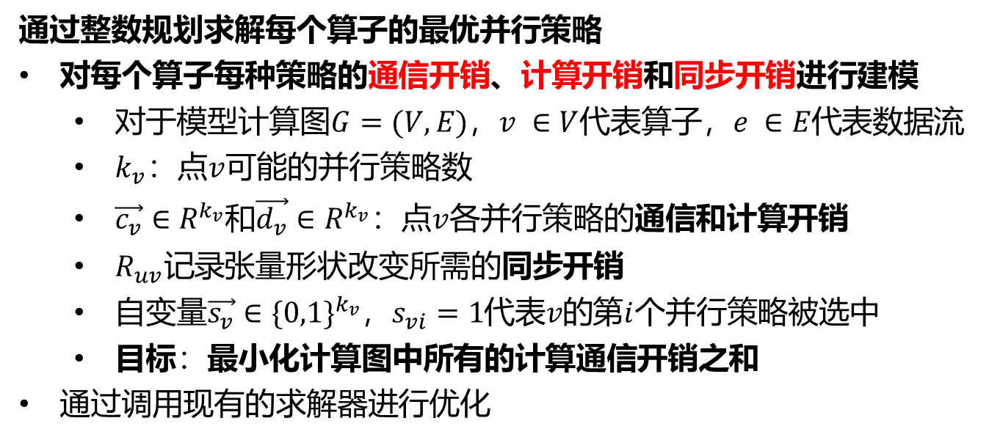 通过整数规划求解每个算子的最优并行策略
• 对每个算子每种策略的通信开销、计算开销和同步开销进行建模
• 对于模型计算图$G = (V, E)$，$v \in V$代表算子，$e \in E$代表数据流
• $k_v$：点$v$可能的并行策略数
• $\overrightarrow{c_v} \in R^{k_v}$和$\overrightarrow{d_v} \in R^{k_v}$：点$v$各并行策略的通信和计算开销
• $R_{uv}$记录张量形状改变所需的同步开销
• 自变量$\overrightarrow{s_v} \in \{0,1\}^{k_v}$，$s_{vi} = 1$代表$v$的第$i$个并行策略被选中
• 目标：最小化计算图中所有的计算通信开销之和
• 通过调用现有的求解器进行优化